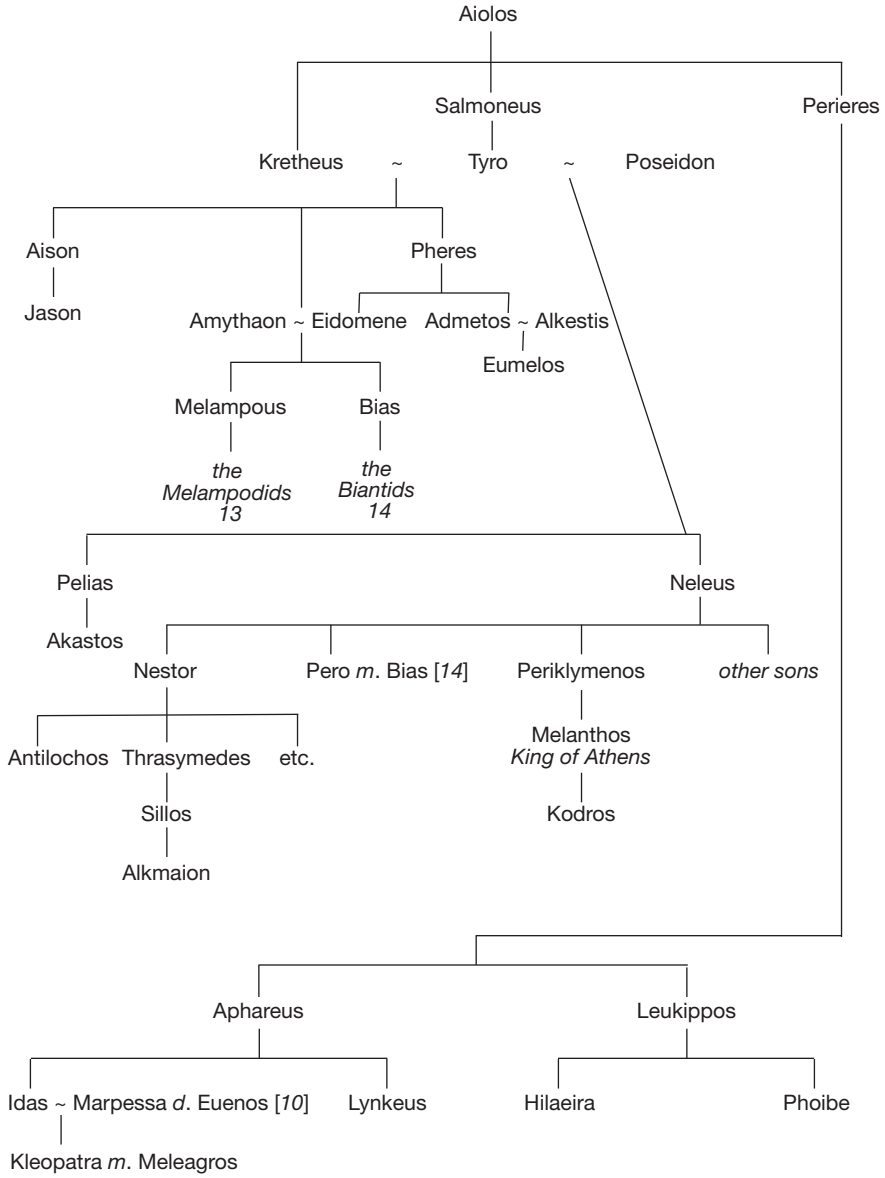 Aiolos
Salmoneus Perieres
Kretheus ~ Tyro ~ Poseidon
Aison Pheres
Jason
Amythaon ~ Eidomene Admetos ~ Alkestis
Eumelos
Melampous Bias
the
Melampodids
13
the
Biantids
14
Pelias Neleus
Akastos
Nestor Pero m. Bias [14] Periklymenos other sons
Antilochos Thrasymedes etc.
Melanthos
King of Athens
Sillos Kodros
Alkmaion
Aphareus Leukippos
Idas ~ Marpessa d. Euenos [10] Lynkeus Hilaeira Phoibe
Kleopatra m. Meleagros